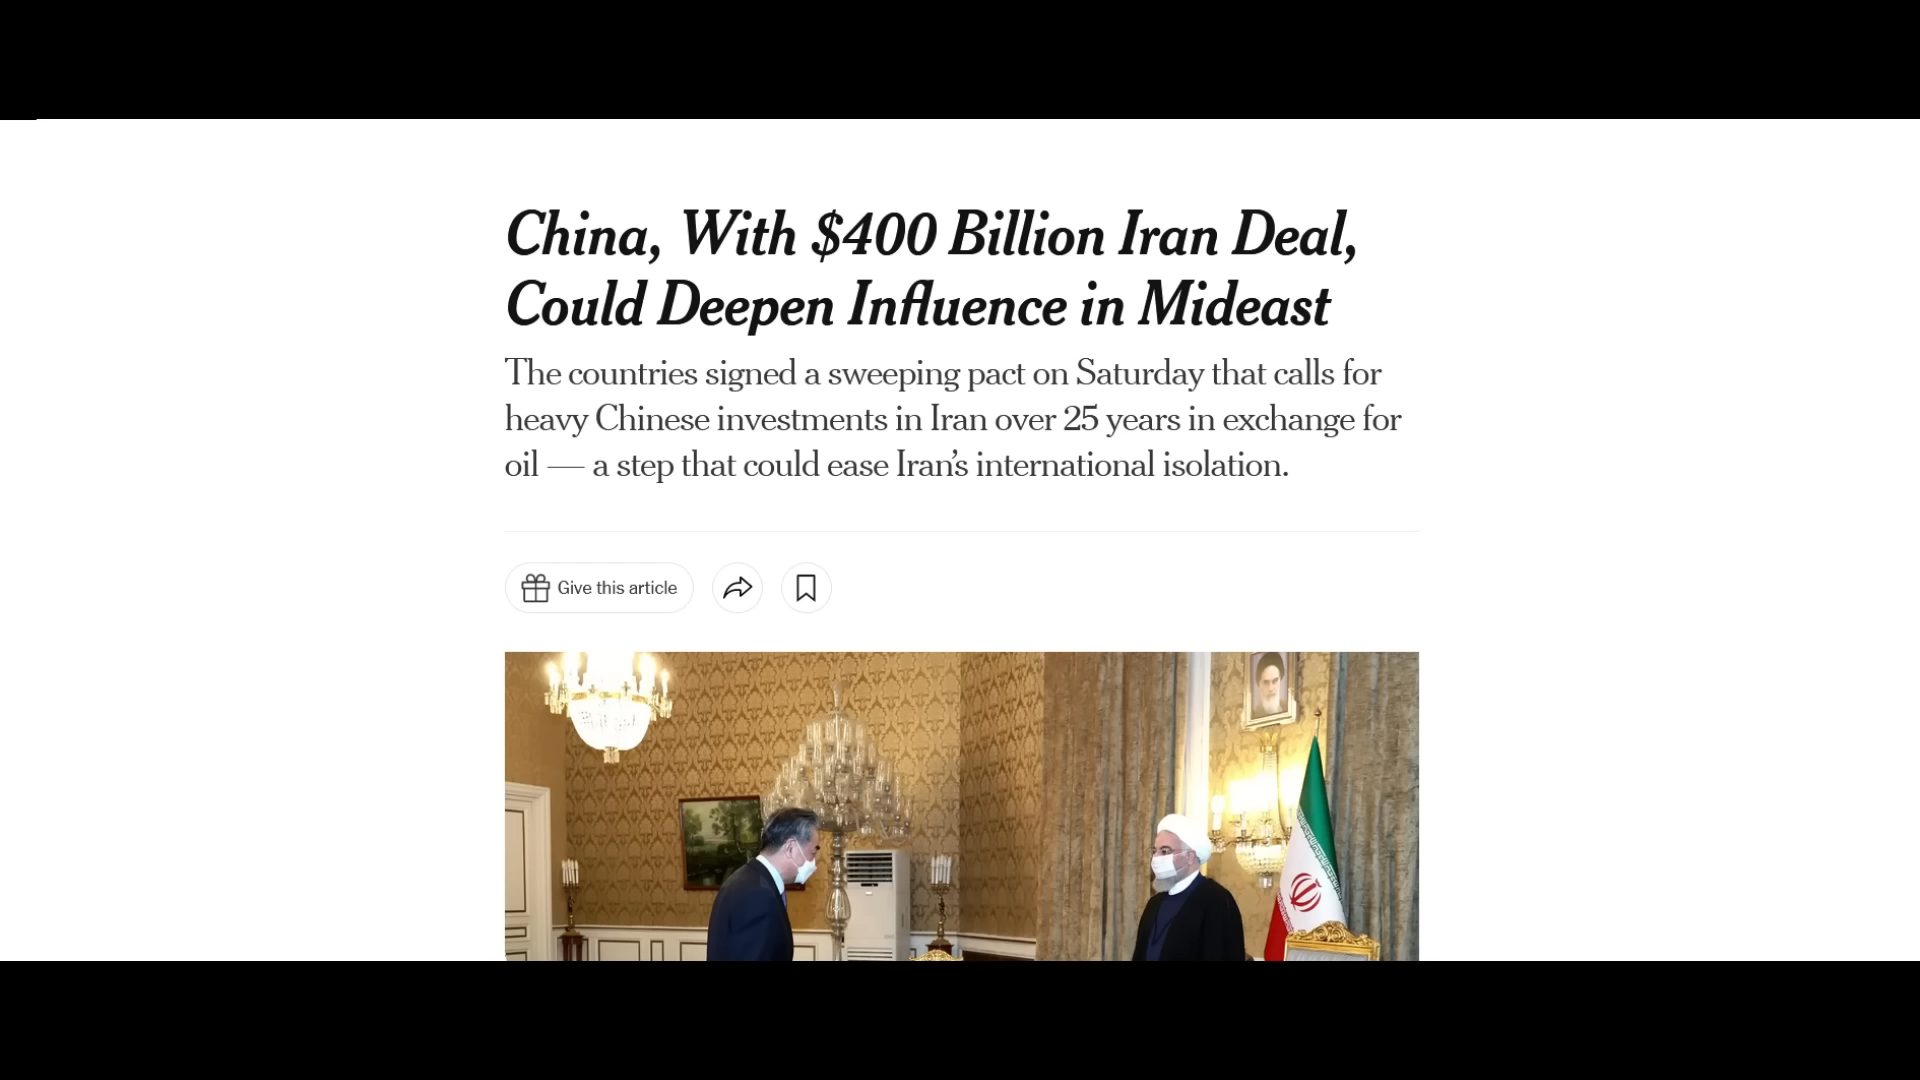 China, With $400 Billion Iran Deal,
Could Deepen Influence in Mideast
The countries signed a sweeping pact on Saturday that calls for
heavy Chinese investments in Iran over 25 years in exchange for
oil — a step that could ease Iran’s international isolation.
Give this article